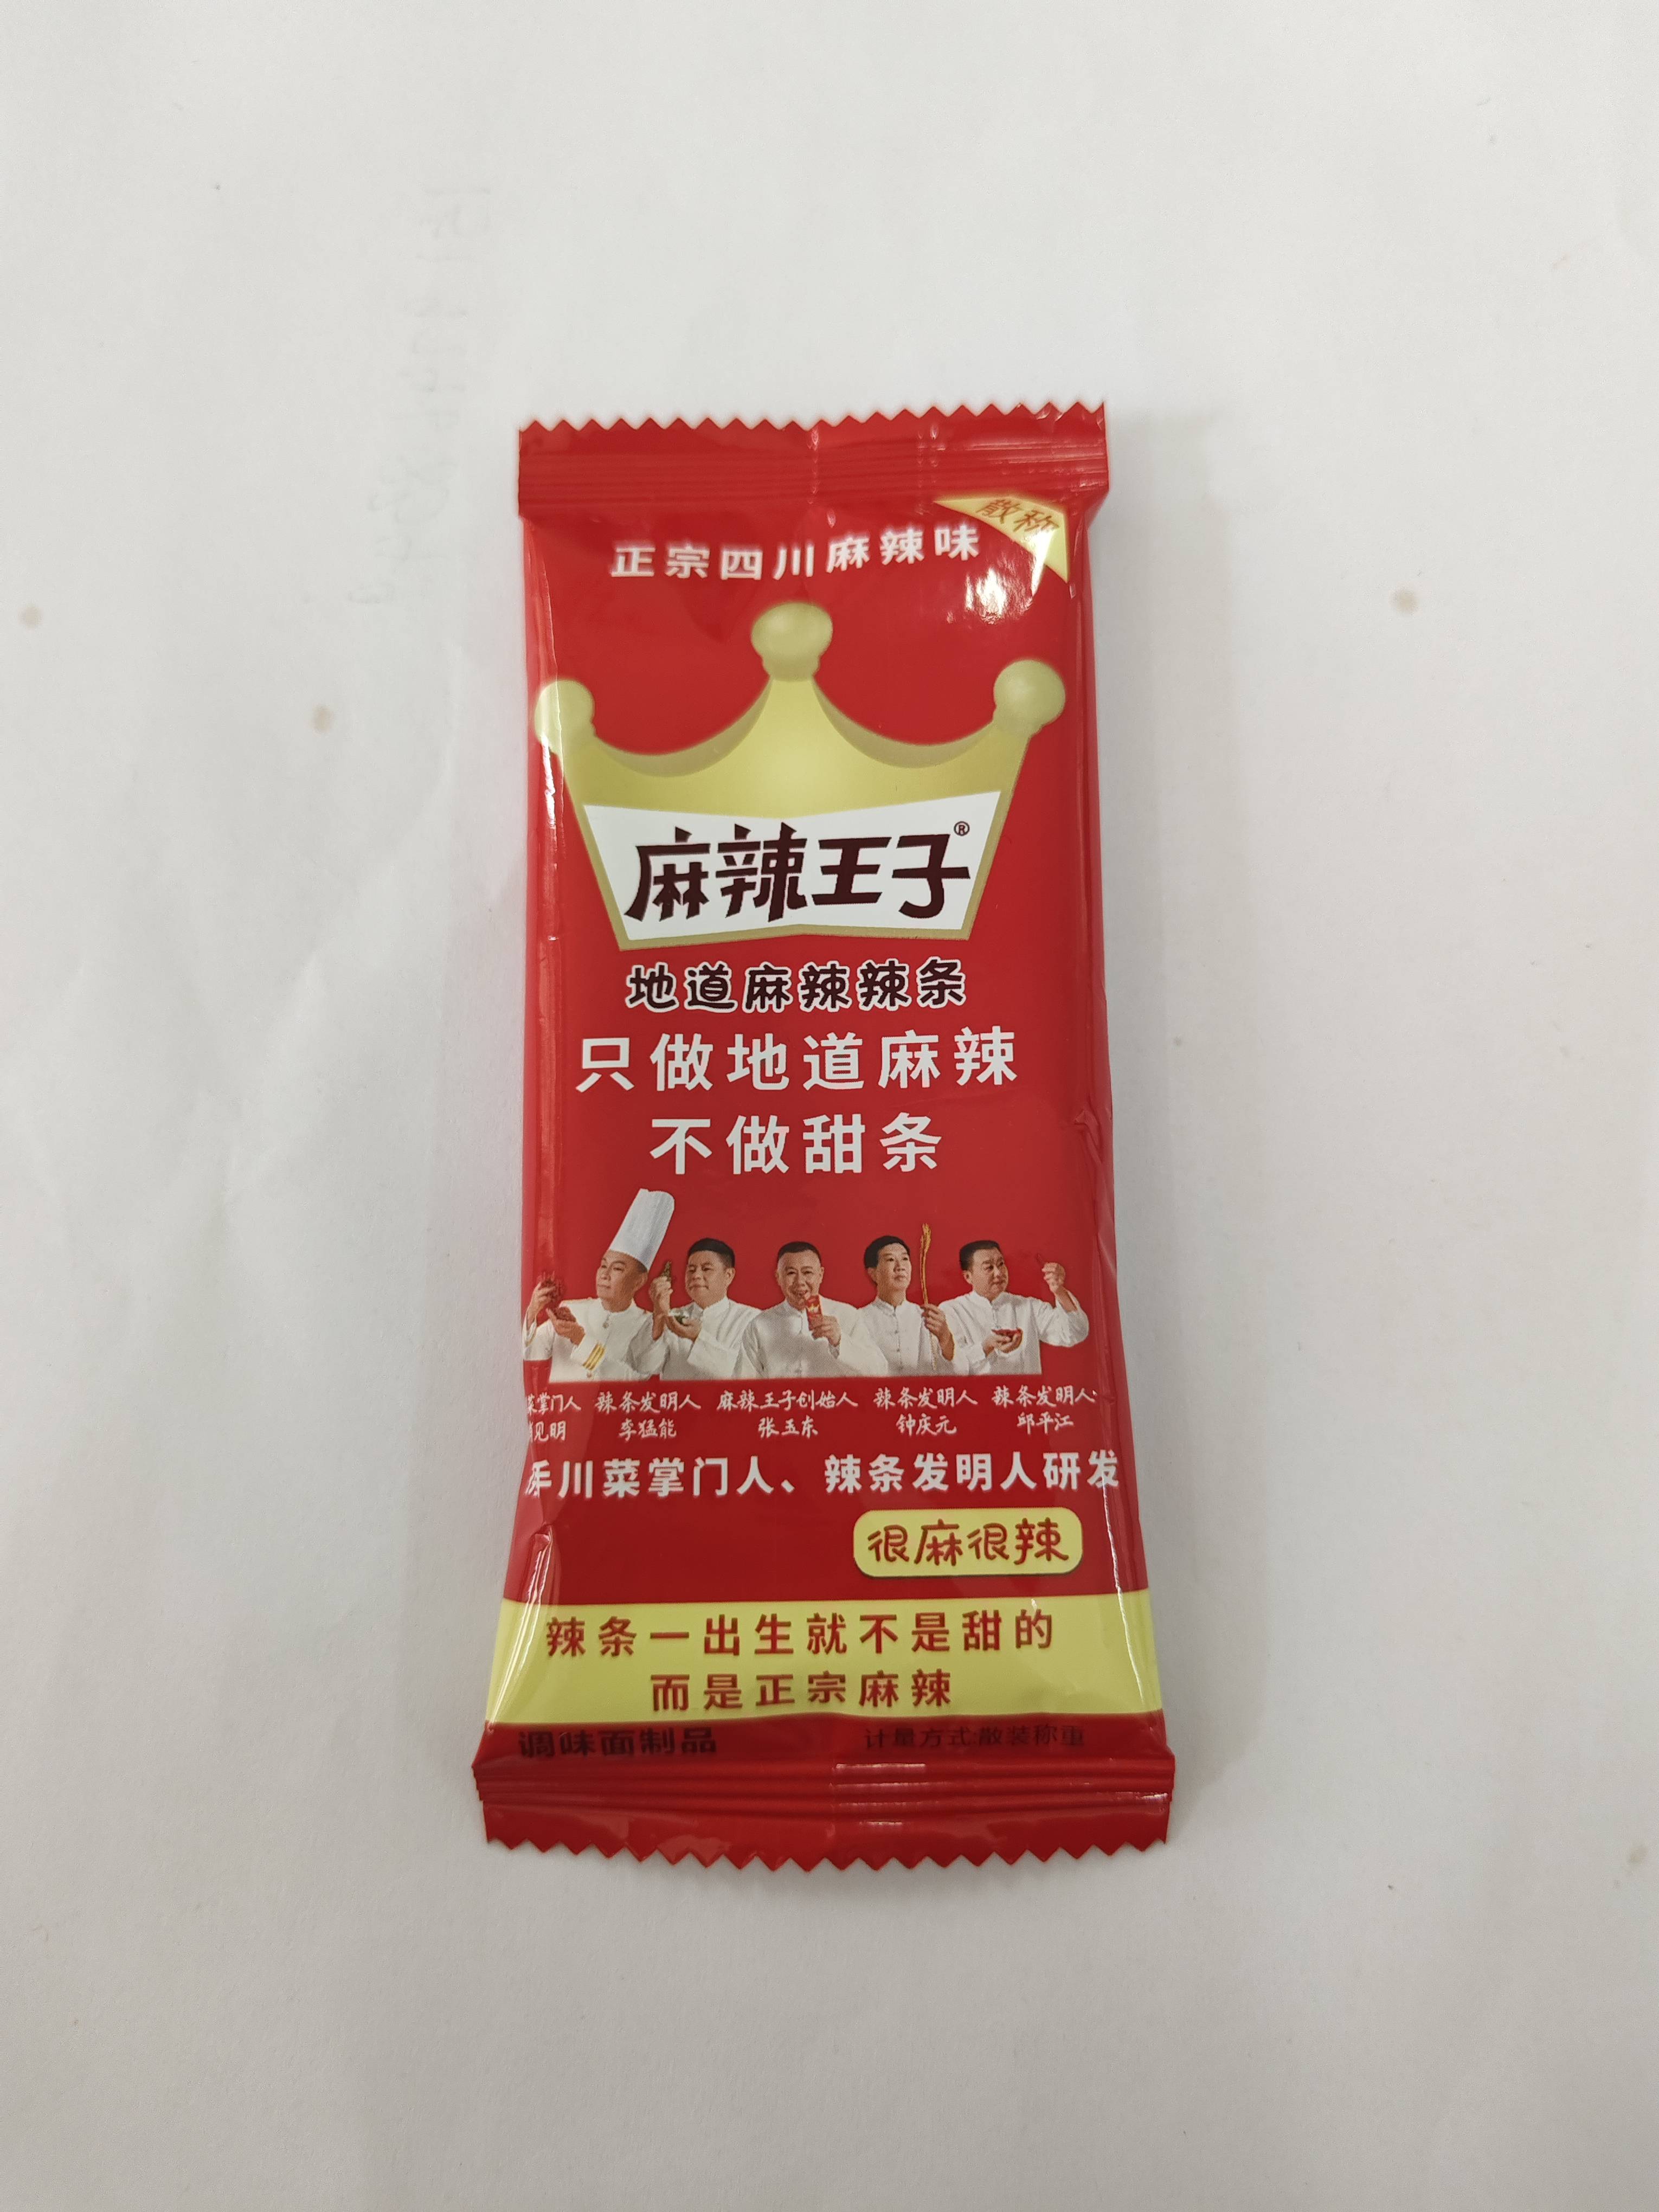 散称
正宗四川麻辣味
麻辣王子®
地道麻辣辣条
只做地道麻辣
不做甜条
掌门人 辣条发明人 麻辣王子创始人 辣条发明人 辣条发明人
见明 李猛能 张玉东 钟庆元 邱平江
手川菜掌门人、辣条发明人研发
很麻很辣
辣条一出生就不是甜的
而是正宗麻辣
调味面制品 计量方式:散装称重